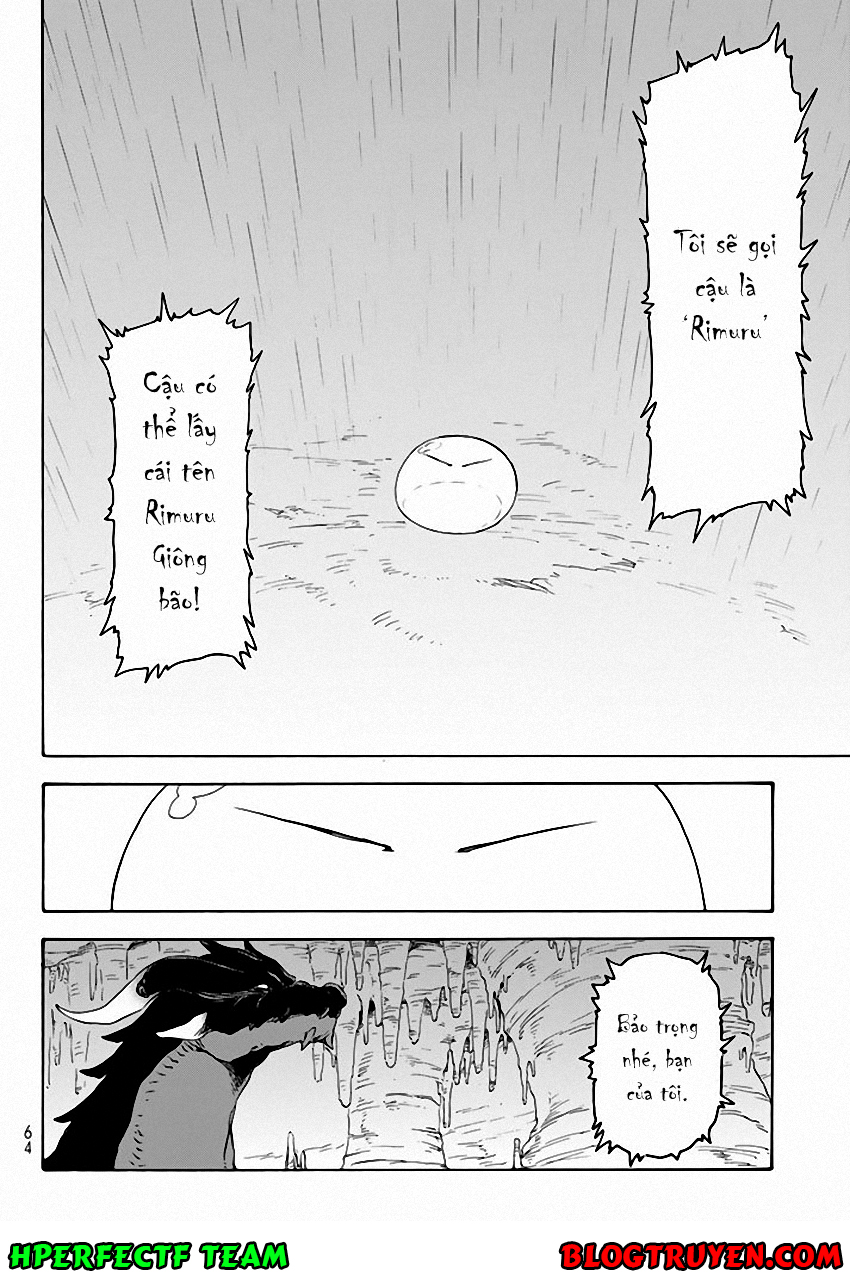 Tôi sẽ gọi
cậu là
‘Rimuru’
Cậu có
thể lấy
cái tên
Rimuru
Giông
bão!
Bảo trọng
nhé, bạn
của tôi.
64
HPERFECTF TEAM
BLOGTRUYEN.COM